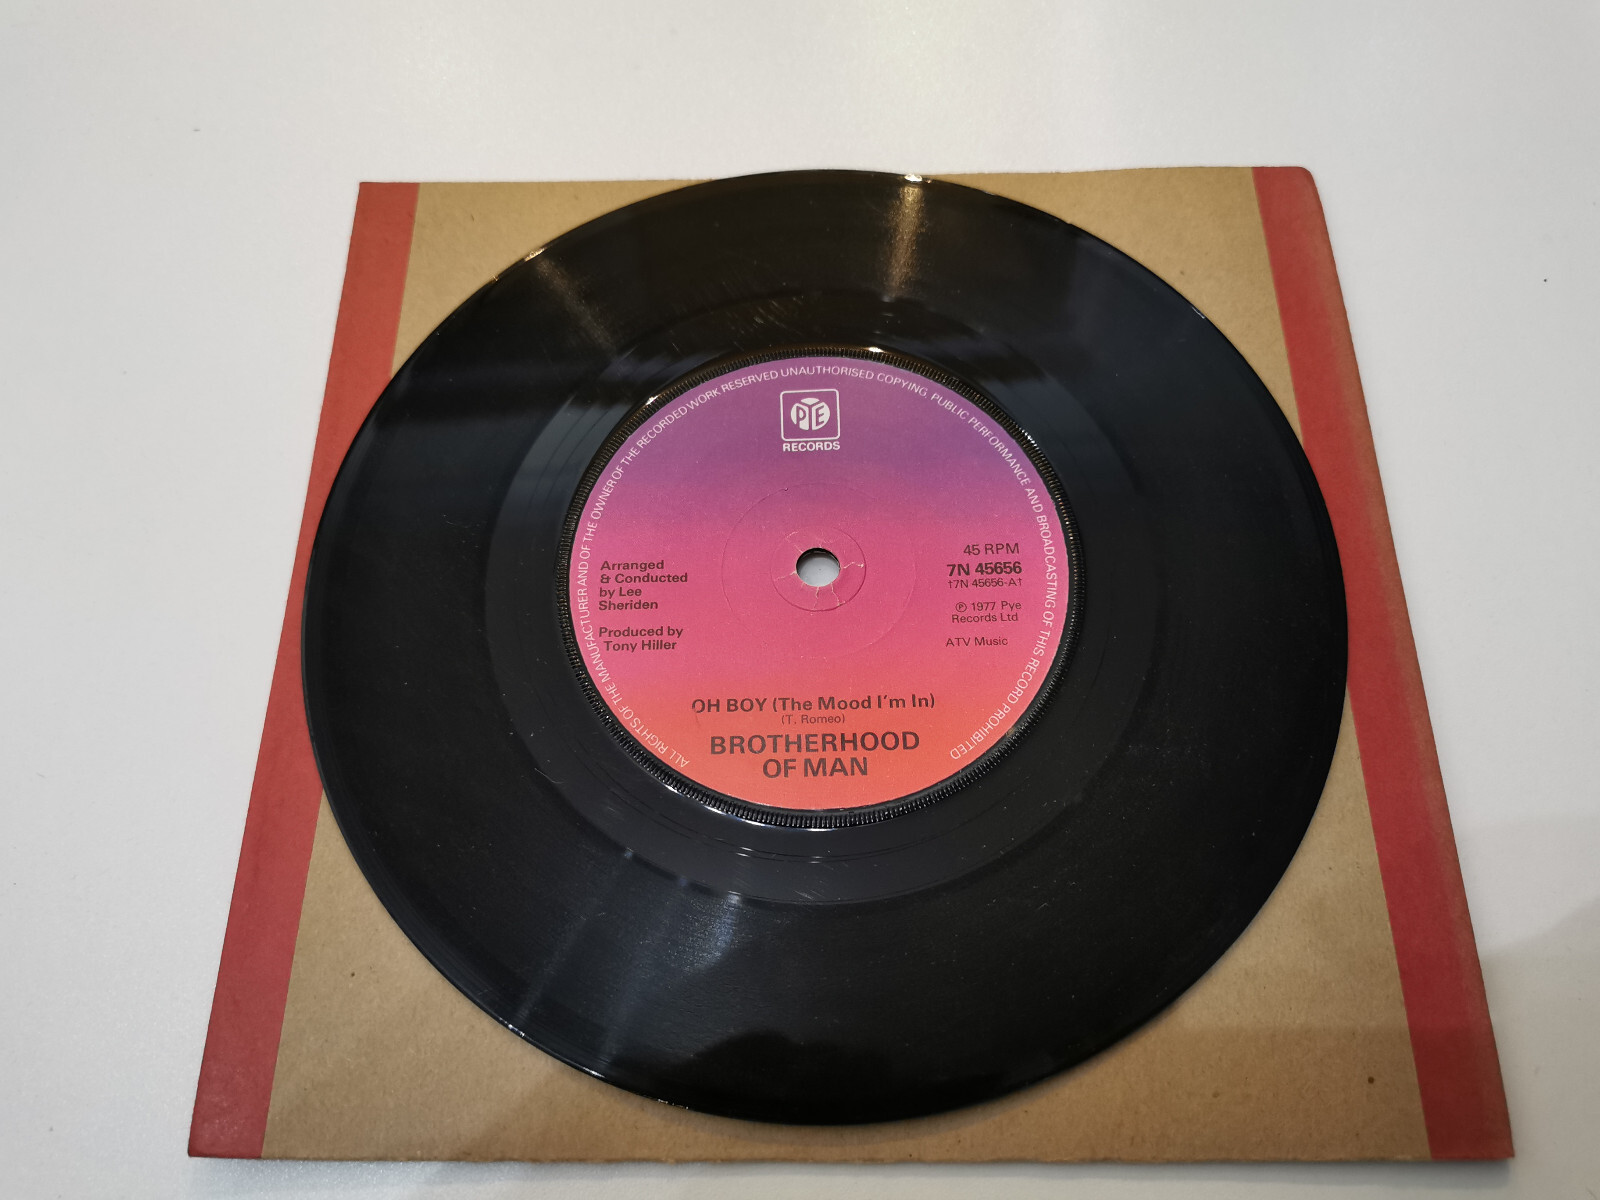 ALL RIGHTS OF THE MANUFACTURER AND OF THE OWNER OF THE RECORDED WORK RESERVED UNAUTHORISED COPYING, PUBLIC PERFORMANCE AND BROADCASTING OF THIS RECORD PROHIBITED
PYE
RECORDS
Arranged
& Conducted
by Lee
Sheriden
Produced by
Tony Hiller
45 RPM
7N 45656
†7N 45656-A†
℗ 1977 Pye
Records Ltd
ATV Music
OH BOY (The Mood I'm In)
(T. Romeo)
BROTHERHOOD
OF MAN